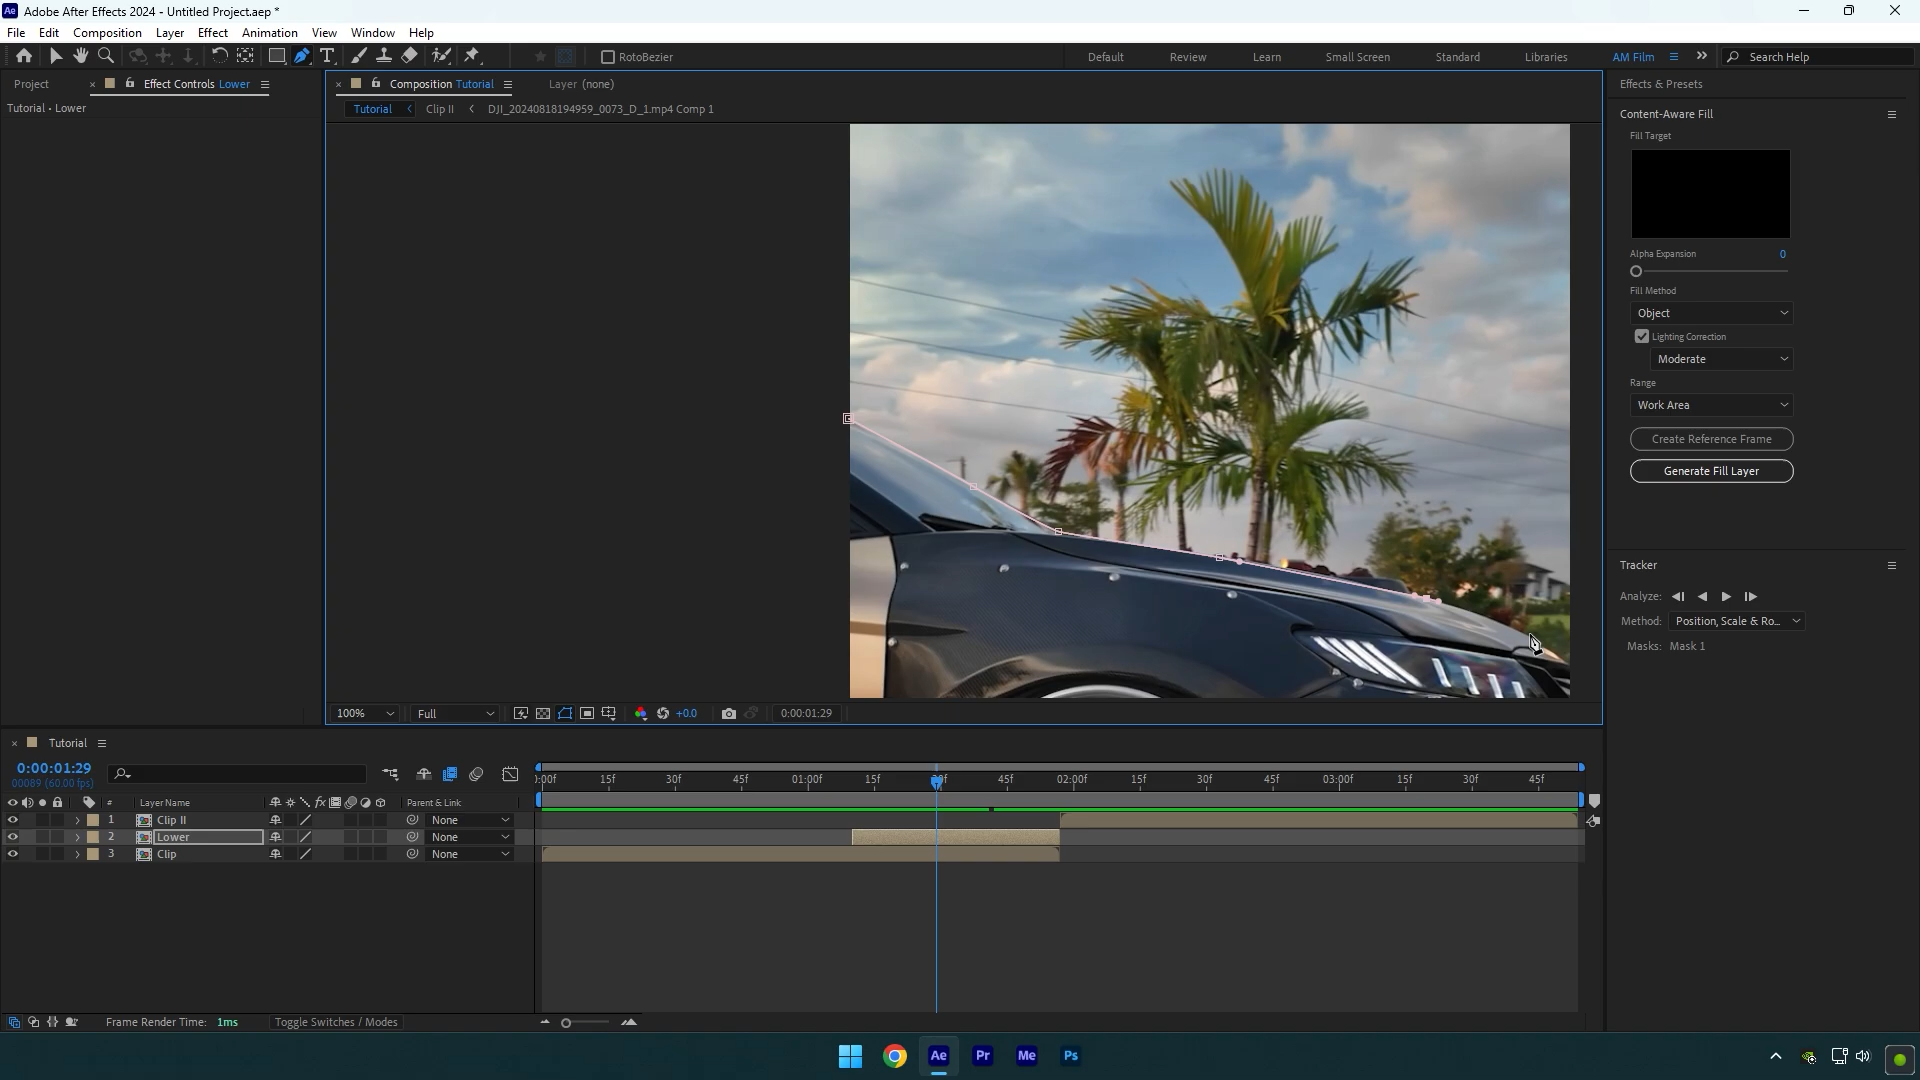 Ae Adobe After Effects 2024 - Untitled Project.aep *
File Edit Composition Layer Effect Animation View Window Help
RotoBezier Default Review Learn Small Screen Standard Libraries AM Film Search Help
Project Effect Controls Lower Composition Tutorial Layer (none) Effects & Presets
Tutorial • Lower
Tutorial Clip II DJI_20240818194959_0073_D_1.mp4 Comp 1
Content-Aware Fill
Fill Target
Alpha Expansion 0
Fill Method
Object
Lighting Correction
Moderate
Range
Work Area
Create Reference Frame
Generate Fill Layer
Tracker
Analyze:
Method: Position, Scale & Ro...
Masks: Mask 1
100% Full +0.0 0:00:01:29
Tutorial
0:00:01:29
00089 (60.00 fps)
15f 30f 45f 01:00f 15f 45f 02:00f 15f 30f 45f 03:00f 15f 30f 45f
# Layer Name fx Parent & Link
1 Clip II None
2 Lower None
3 Clip None
Frame Render Time: 1ms Toggle Switches / Modes
Ae Pr Me Ps